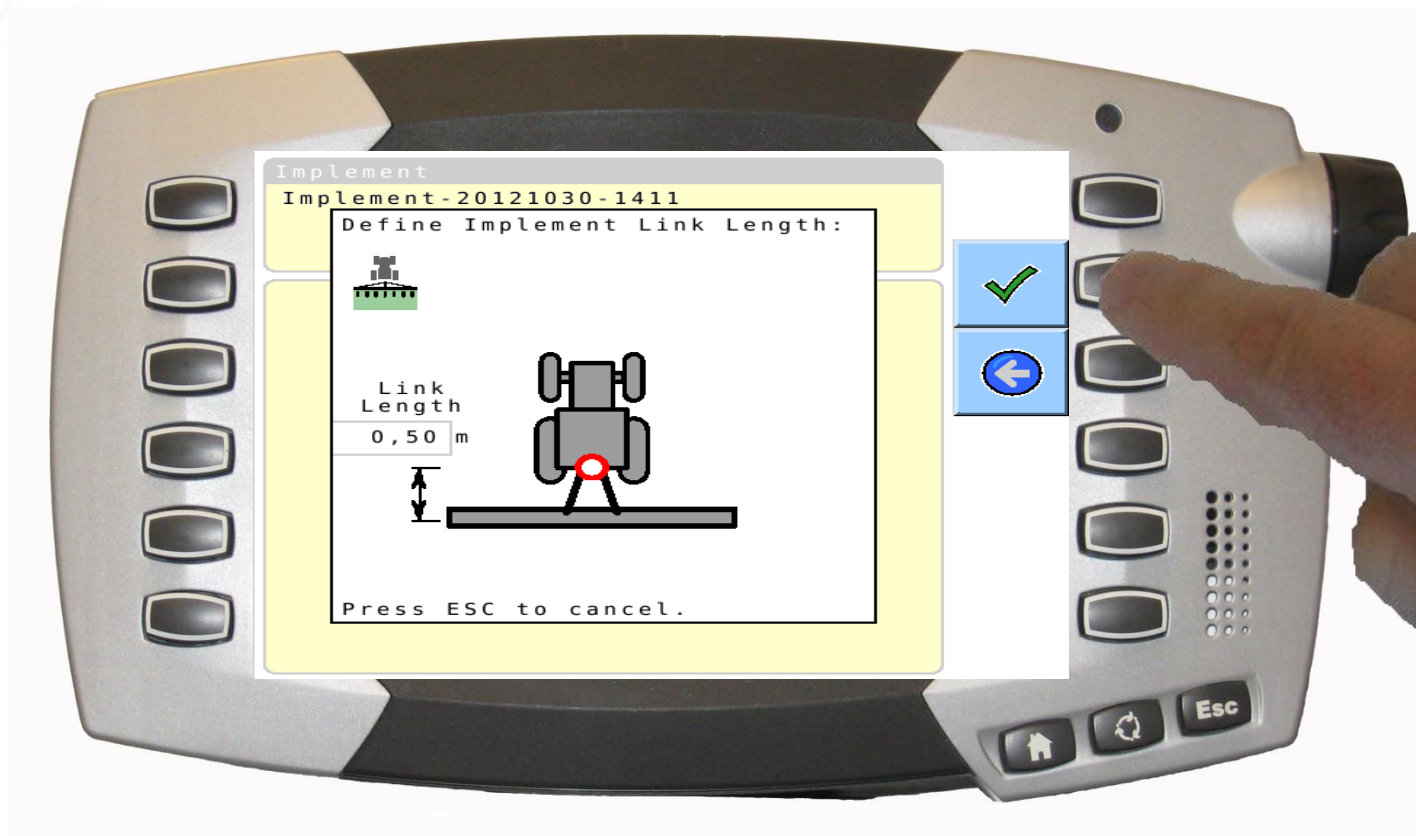 Implement
Implement-20121030-1411
Define Implement Link Length:
Link
Length
0,50 m
Press ESC to cancel.
Esc